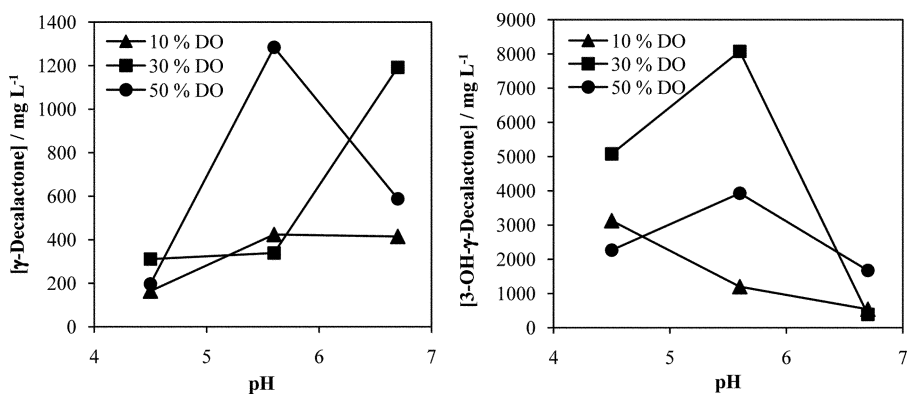 1400
1200
1000
800
600
400
200
0
[γ-Decalactone] / mg L-1
10 % DO
30 % DO
50 % DO
4
5
6
7
pH
9000
8000
7000
6000
5000
4000
3000
2000
1000
0
[3-OH-γ-Decalactone] / mg L-1
10 % DO
30 % DO
50 % DO
4
5
6
7
pH